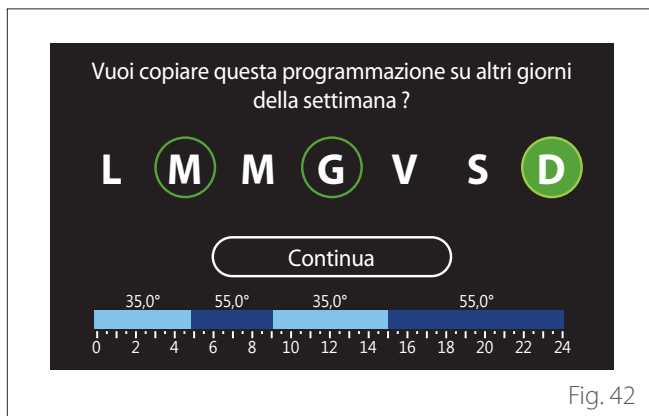 Vuoi copiare questa programmazione su altri giorni
della settimana ?
L M M G V S D
Continua
35,0° 55,0° 35,0° 55,0°
0 2 4 6 8 10 12 14 16 18 20 22 24
Fig. 42